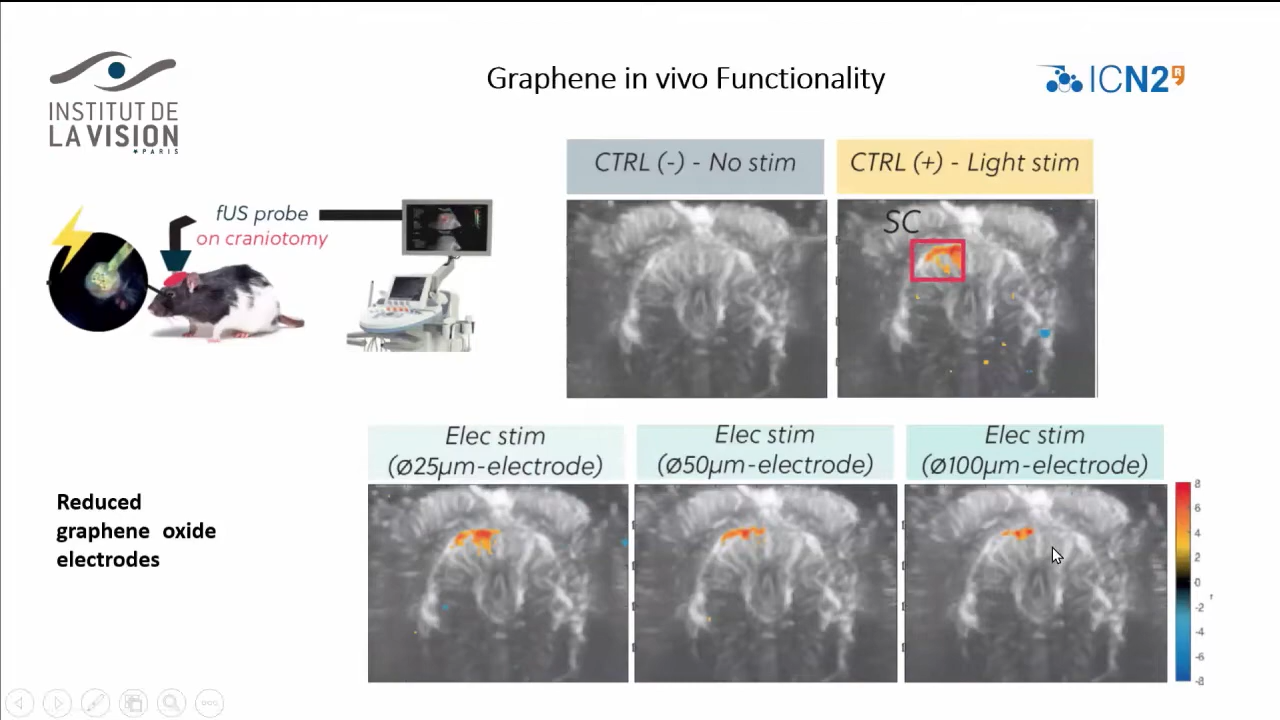 INSTITUT DE
LA VISION
PARIS
Graphene in vivo Functionality
ICN2
fUS probe
on craniotomy
CTRL (-) - No stim
CTRL (+) - Light stim
SC
Elec stim
(Ø25µm-electrode)
Elec stim
(Ø50µm-electrode)
Elec stim
(Ø100µm-electrode)
Reduced
graphene oxide
electrodes
8
6
4
2
0
-2
-4
-6
-8